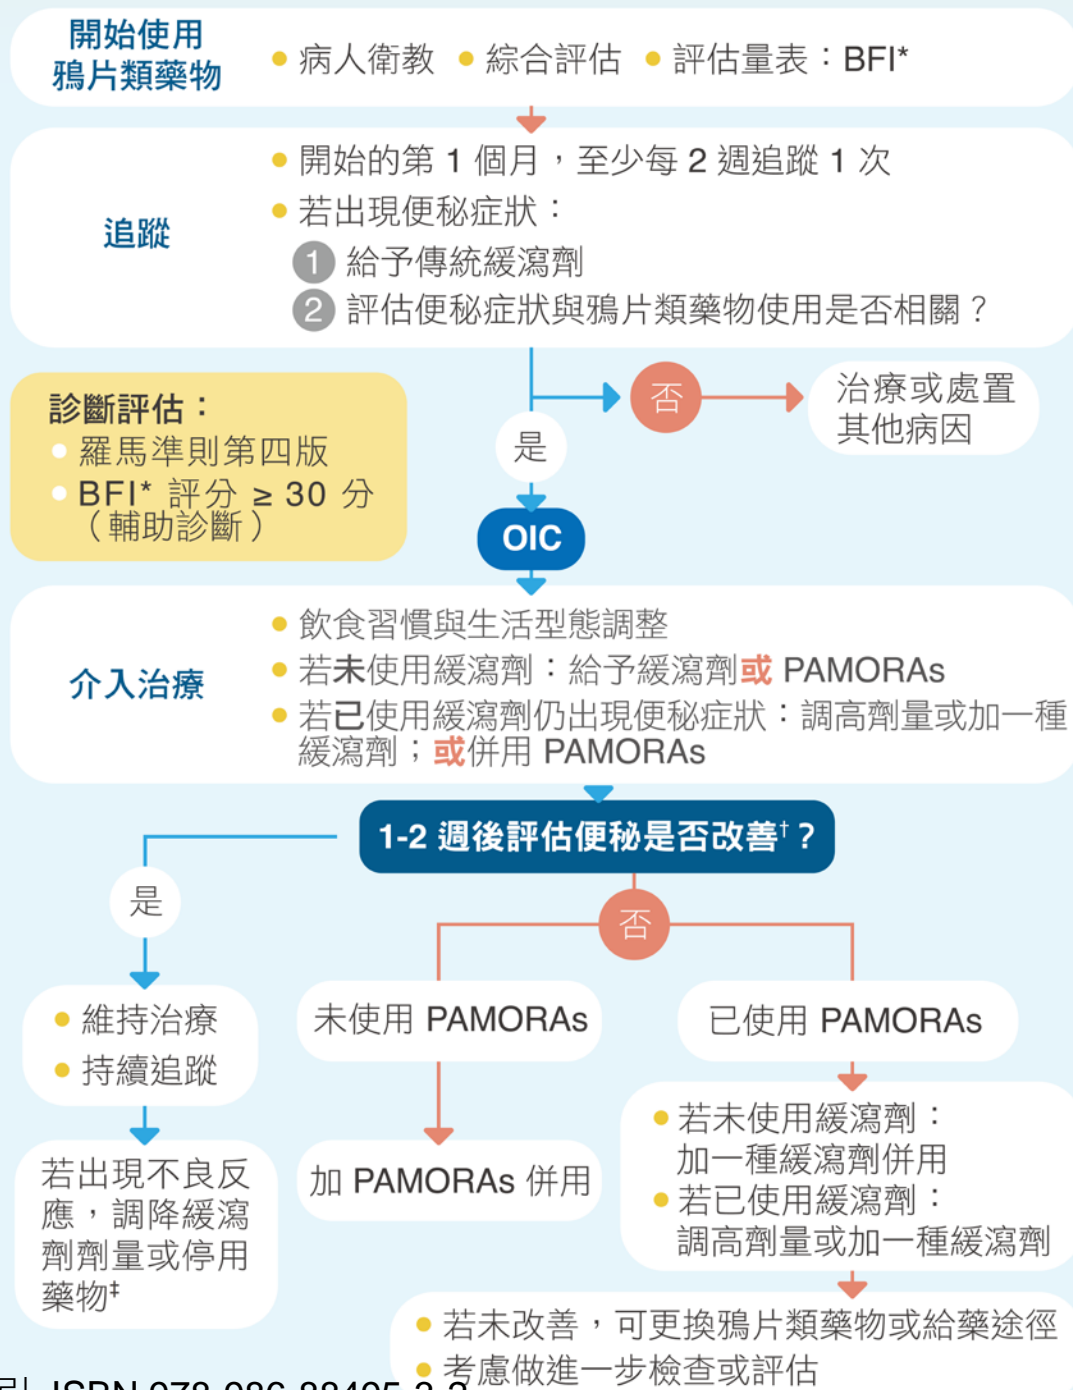 開始使用
鴉片類藥物
病人衛教 綜合評估 評估量表：BFI*
追蹤
開始的第 1 個月，至少每 2 週追蹤 1 次
若出現便秘症狀：
1 給予傳統緩瀉劑
2 評估便秘症狀與鴉片類藥物使用是否相關？
診斷評估：
羅馬準則第四版
BFI* 評分 ≥ 30 分
（輔助診斷）
否
治療或處置
其他病因
是
OIC
介入治療
飲食習慣與生活型態調整
若未使用緩瀉劑：給予緩瀉劑或 PAMORAs
若已使用緩瀉劑仍出現便秘症狀：調高劑量或加一種
緩瀉劑；或併用 PAMORAs
1-2 週後評估便秘是否改善†？
是
維持治療
持續追蹤
若出現不良反
應，調降緩瀉
劑劑量或停用
藥物‡
否
未使用 PAMORAs
加 PAMORAs 併用
已使用 PAMORAs
若未使用緩瀉劑：
加一種緩瀉劑併用
若已使用緩瀉劑：
調高劑量或加一種緩瀉劑
若未改善，可更換鴉片類藥物或給藥途徑
考慮做進一步檢查或評估